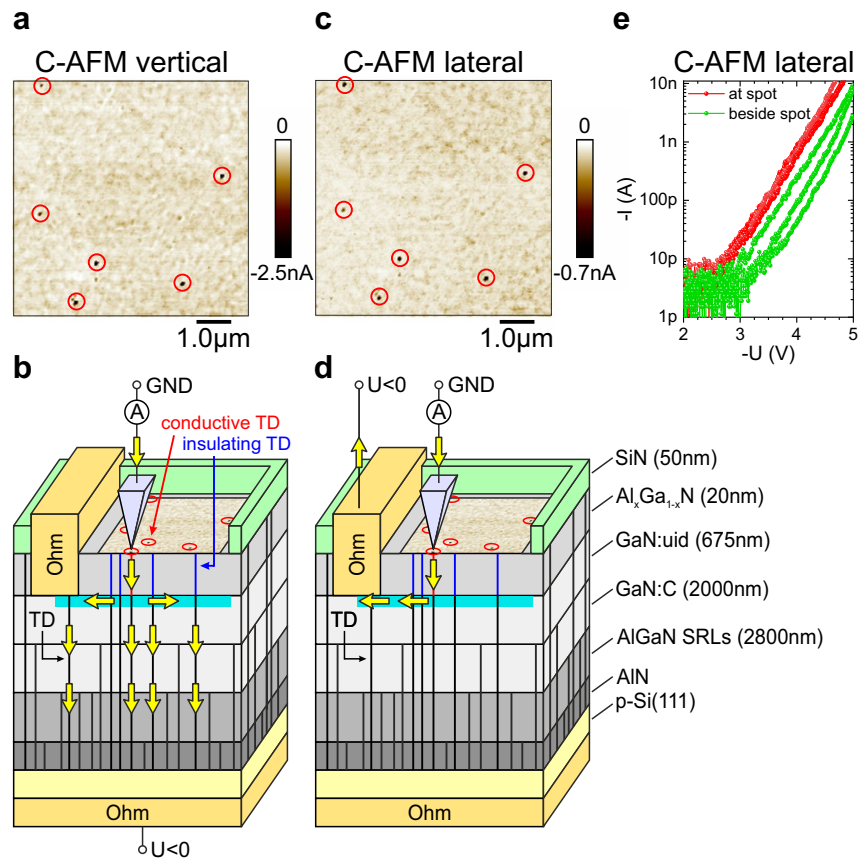 a
C-AFM vertical
0
-2.5nA
1.0µm
c
C-AFM lateral
0
-0.7nA
1.0µm
e
C-AFM lateral
10n
1n
100p
10p
1p
-I (A)
at spot
beside spot
2
3
4
5
-U (V)
b
GND
A
conductive TD
insulating TD
Ohm
TD
Ohm
U<0
d
U<0
GND
A
Ohm
TD
Ohm
SiN (50nm)
AlₓGa₁₋ₓN (20nm)
GaN:uid (675nm)
GaN:C (2000nm)
AlGaN SRLs (2800nm)
AlN
p-Si(111)